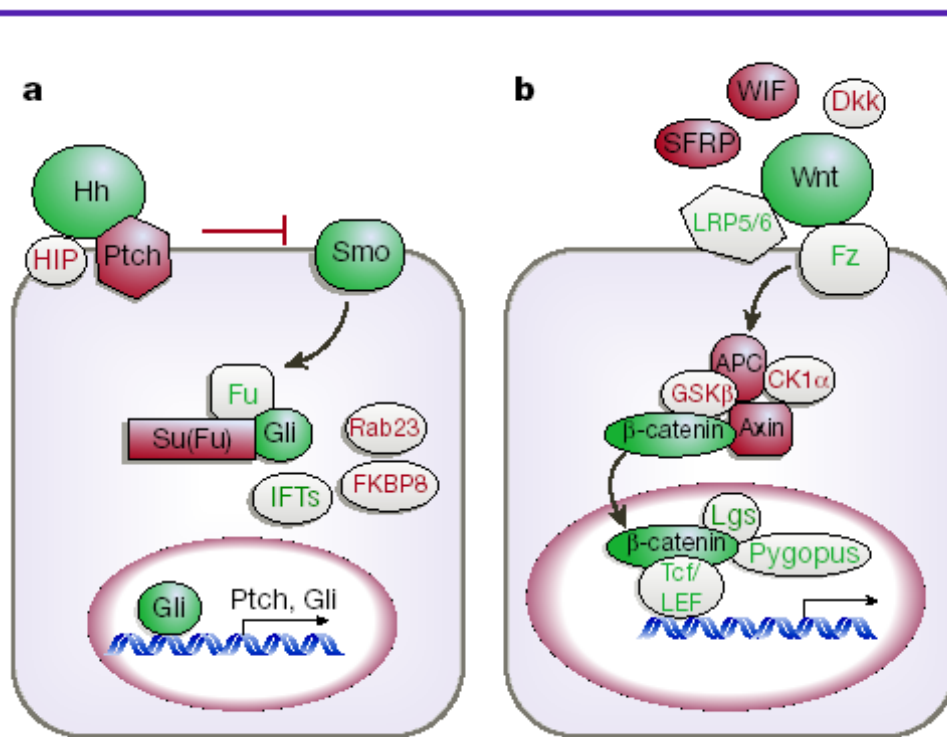 a
Hh
HIP
Ptch
Smo
Fu
Su(Fu)
Gli
Rab23
FKBP8
IFTs
Gli
Ptch, Gli
b
WIF
Dkk
SFRP
Wnt
LRP5/6
Fz
APC
GSKβ
CK1α
β-catenin
Axin
Lgs
β-catenin
Pygopus
Tcf/
LEF